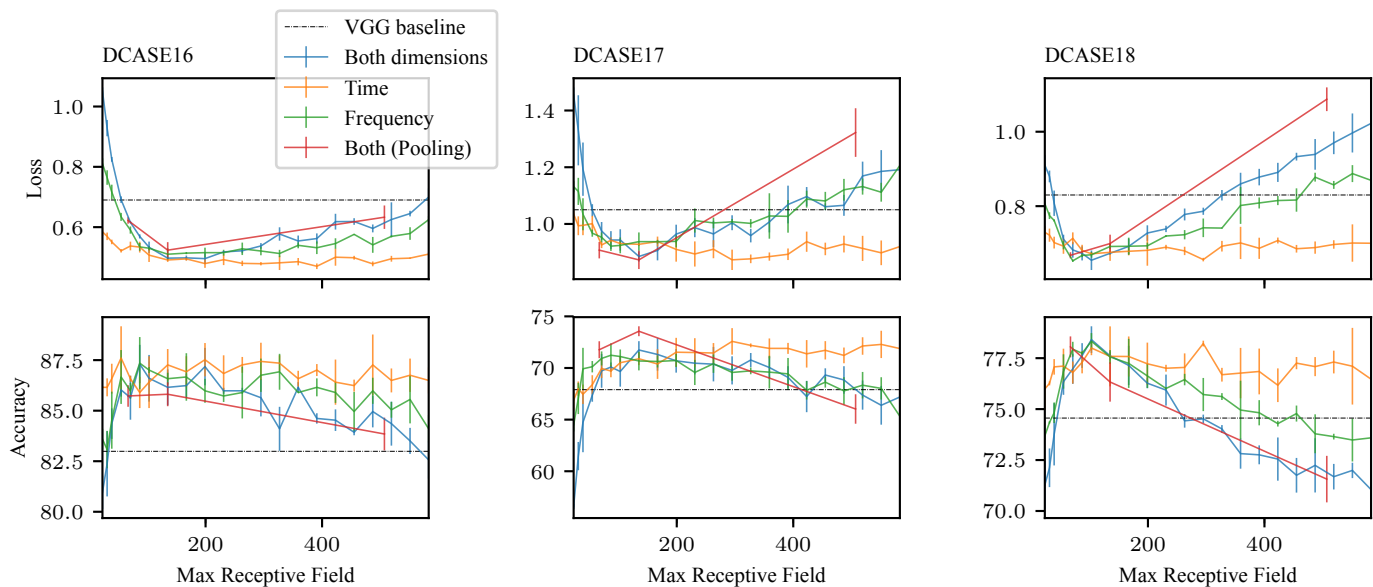 VGG baseline
Both dimensions
Time
Frequency
Both (Pooling)
DCASE16
DCASE17
DCASE18
Loss
1.0
0.8
0.6
1.4
1.2
1.0
1.0
0.8
Accuracy
87.5
85.0
82.5
80.0
75
70
65
60
77.5
75.0
72.5
70.0
200 400
200 400
200 400
Max Receptive Field
Max Receptive Field
Max Receptive Field